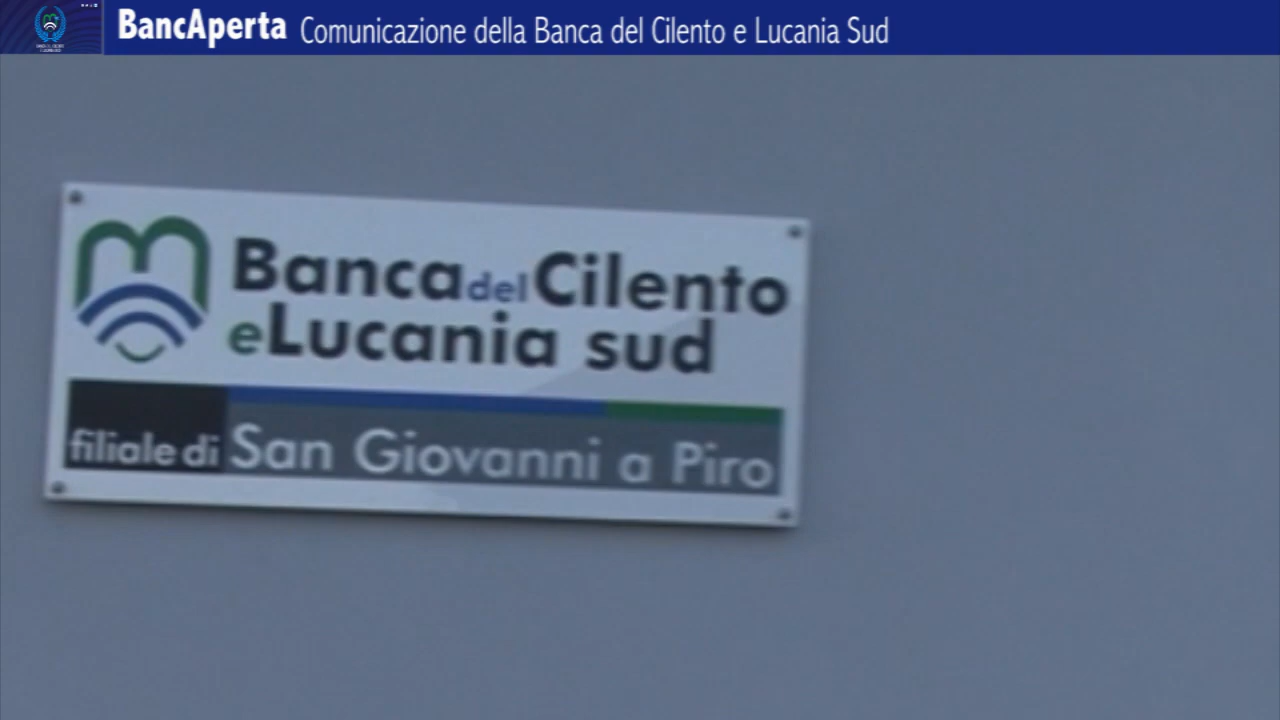 BancAperta Comunicazione della Banca del Cilento e Lucania Sud
Banca del Cilento
e Lucania sud
filiale di San Giovanni a Piro